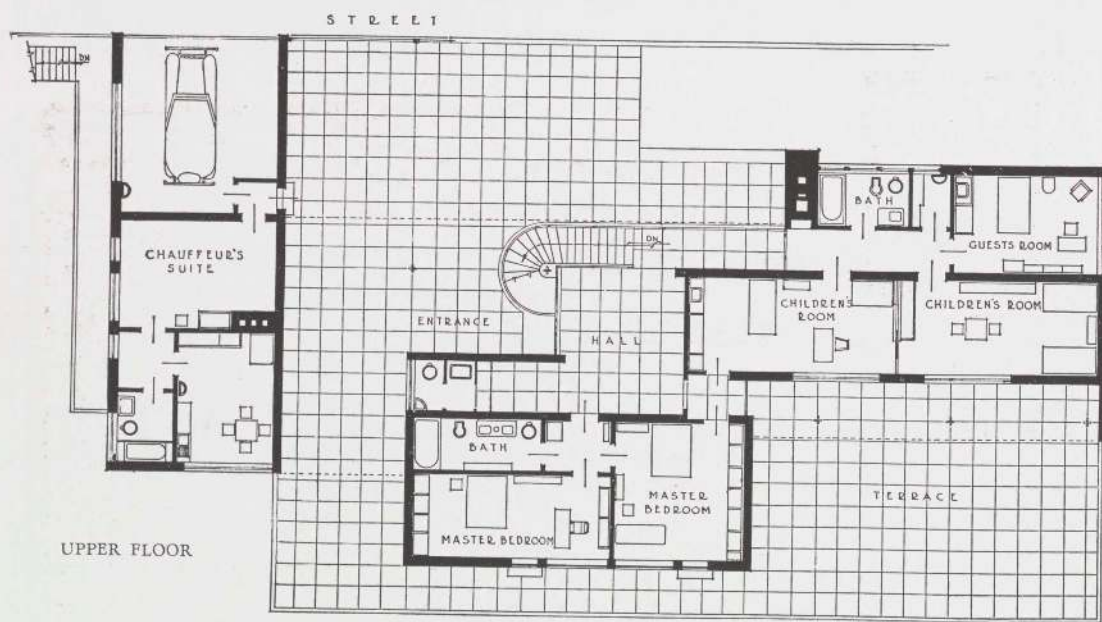 STREET
DN
BATH
GUESTS ROOM
CHAUFFEUR'S
SUITE
DN
CHILDREN'S
ROOM
CHILDREN'S ROOM
ENTRANCE
HALL
BATH
MASTER
BEDROOM
TERRACE
MASTER BEDROOM
UPPER FLOOR